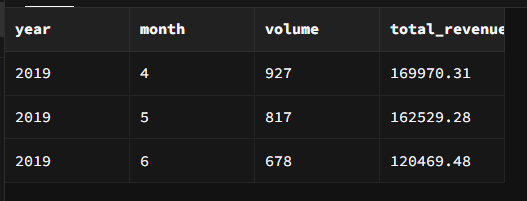 year month volume total_revenue
2019 4 927 169970.31
2019 5 817 162529.28
2019 6 678 120469.48